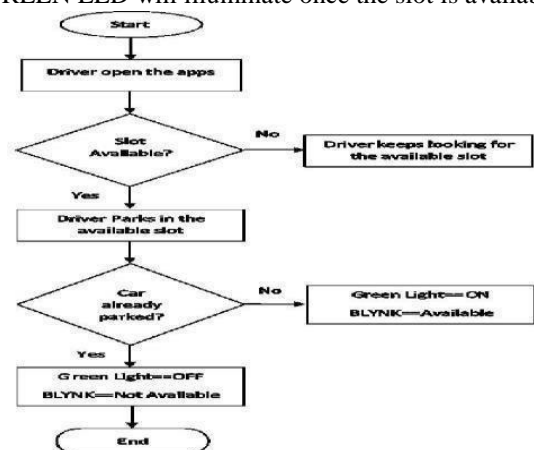 GREEN LED will illuminate once the slot is availab
Start
Driver open the apps
Slot
Available?
No
Driver keeps looking for
the available slot
Yes
Driver Parks in the
available slot
Car
already
parked?
No
Green Light==ON
BLYNK==Available
Yes
Green Light==OFF
BLYNK==Not Available
End